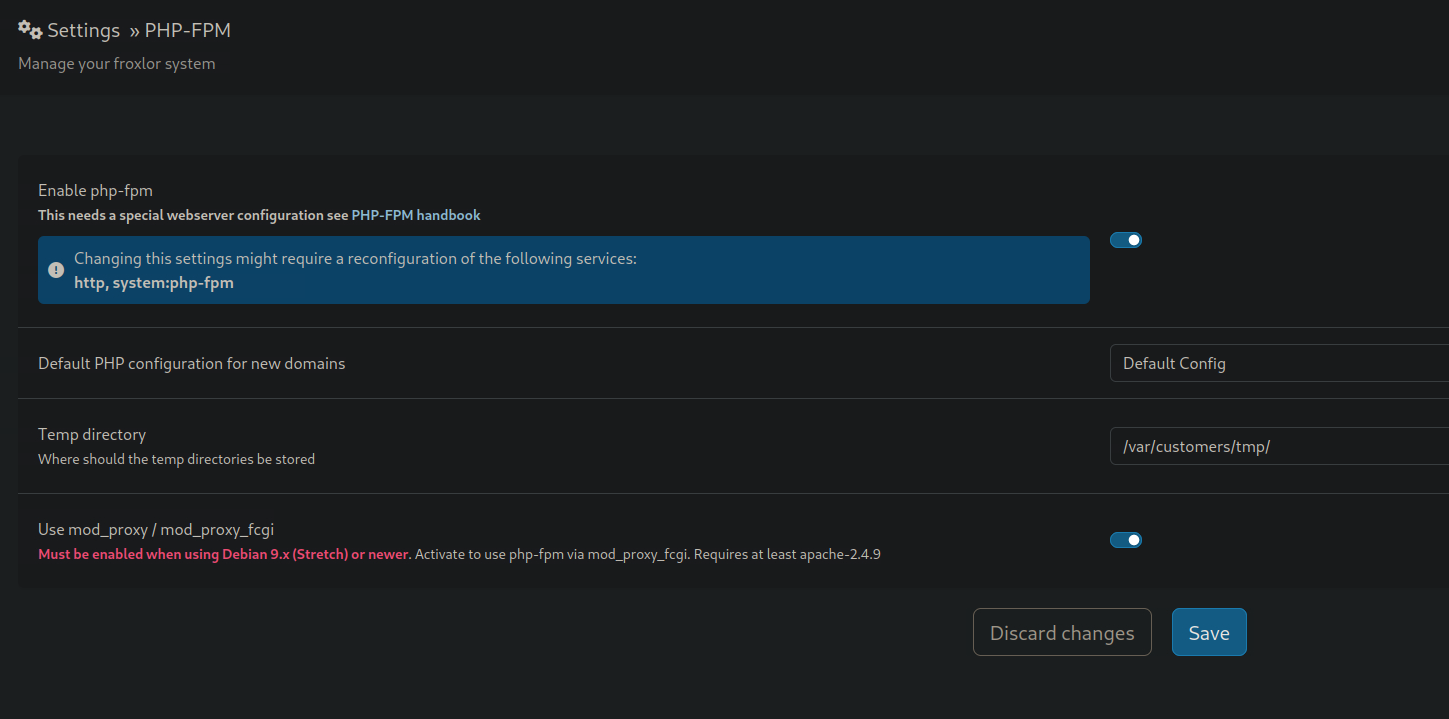 Settings » PHP-FPM
Manage your froxlor system
Enable php-fpm
This needs a special webserver configuration see PHP-FPM handbook
Changing this settings might require a reconfiguration of the following services:
http, system:php-fpm
Default PHP configuration for new domains
Default Config
Temp directory
Where should the temp directories be stored
/var/customers/tmp/
Use mod_proxy / mod_proxy_fcgi
Must be enabled when using Debian 9.x (Stretch) or newer. Activate to use php-fpm via mod_proxy_fcgi. Requires at least apache-2.4.9
Discard changes
Save